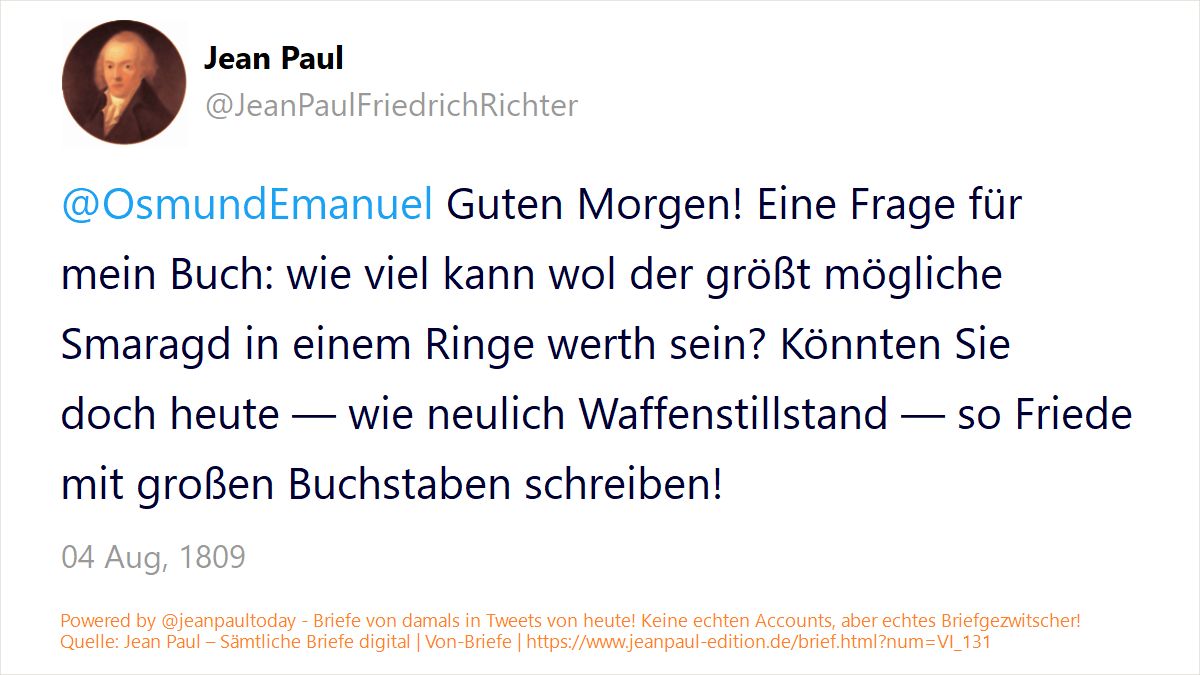 Jean Paul
@JeanPaulFriedrichRichter
@OsmundEmanuel Guten Morgen! Eine Frage für
mein Buch: wie viel kann wol der größt mögliche
Smaragd in einem Ringe werth sein? Könnten Sie
doch heute — wie neulich Waffenstillstand — so Friede
mit großen Buchstaben schreiben!
04 Aug, 1809
Powered by @jeanpaultoday - Briefe von damals in Tweets von heute! Keine echten Accounts, aber echtes Briefgezwitscher!
Quelle: Jean Paul – Sämtliche Briefe digital | Von-Briefe | https://www.jeanpaul-edition.de/brief.html?num=VI_131